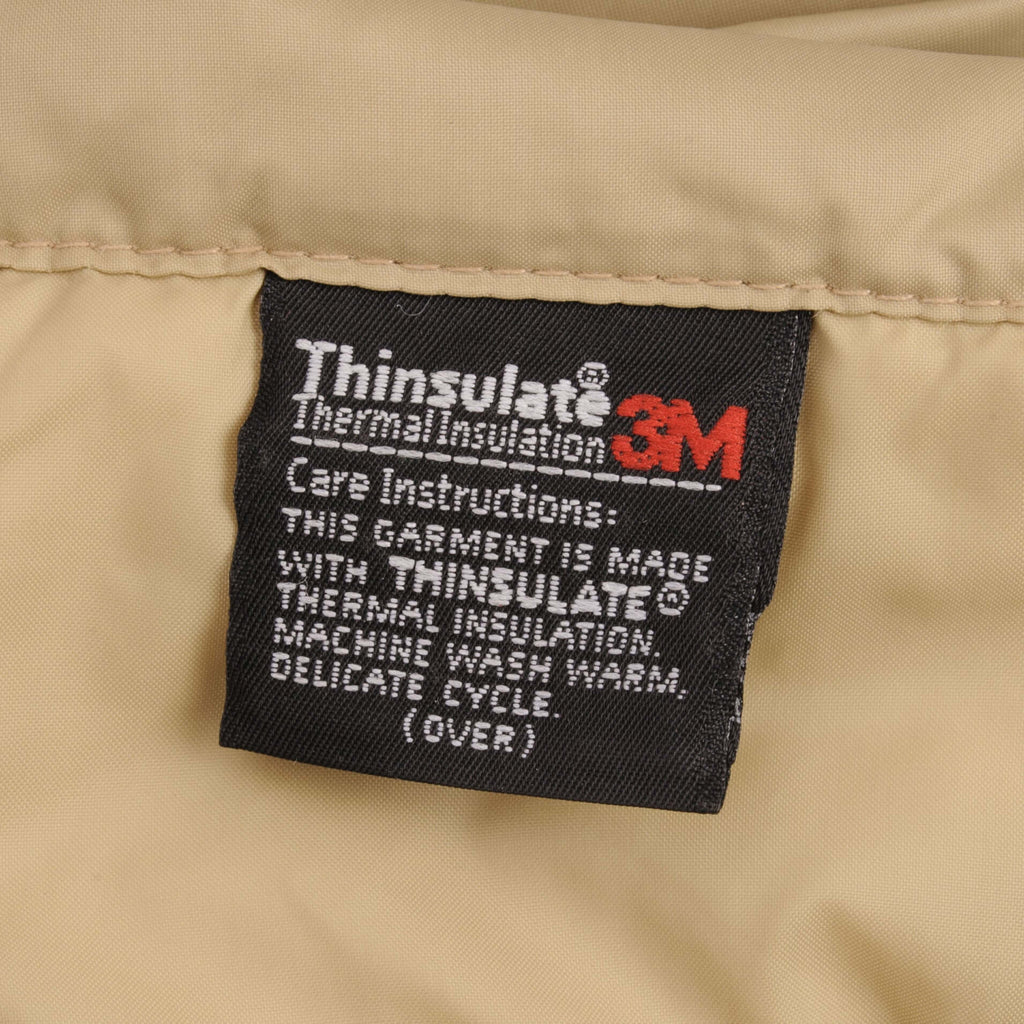 Thinsulate®
Thermal Insulation 3M
Care Instructions:
THIS GARMENT IS MADE
WITH THINSULATE®
THERMAL INSULATION.
MACHINE WASH WARM.
DELICATE CYCLE.
(OVER)